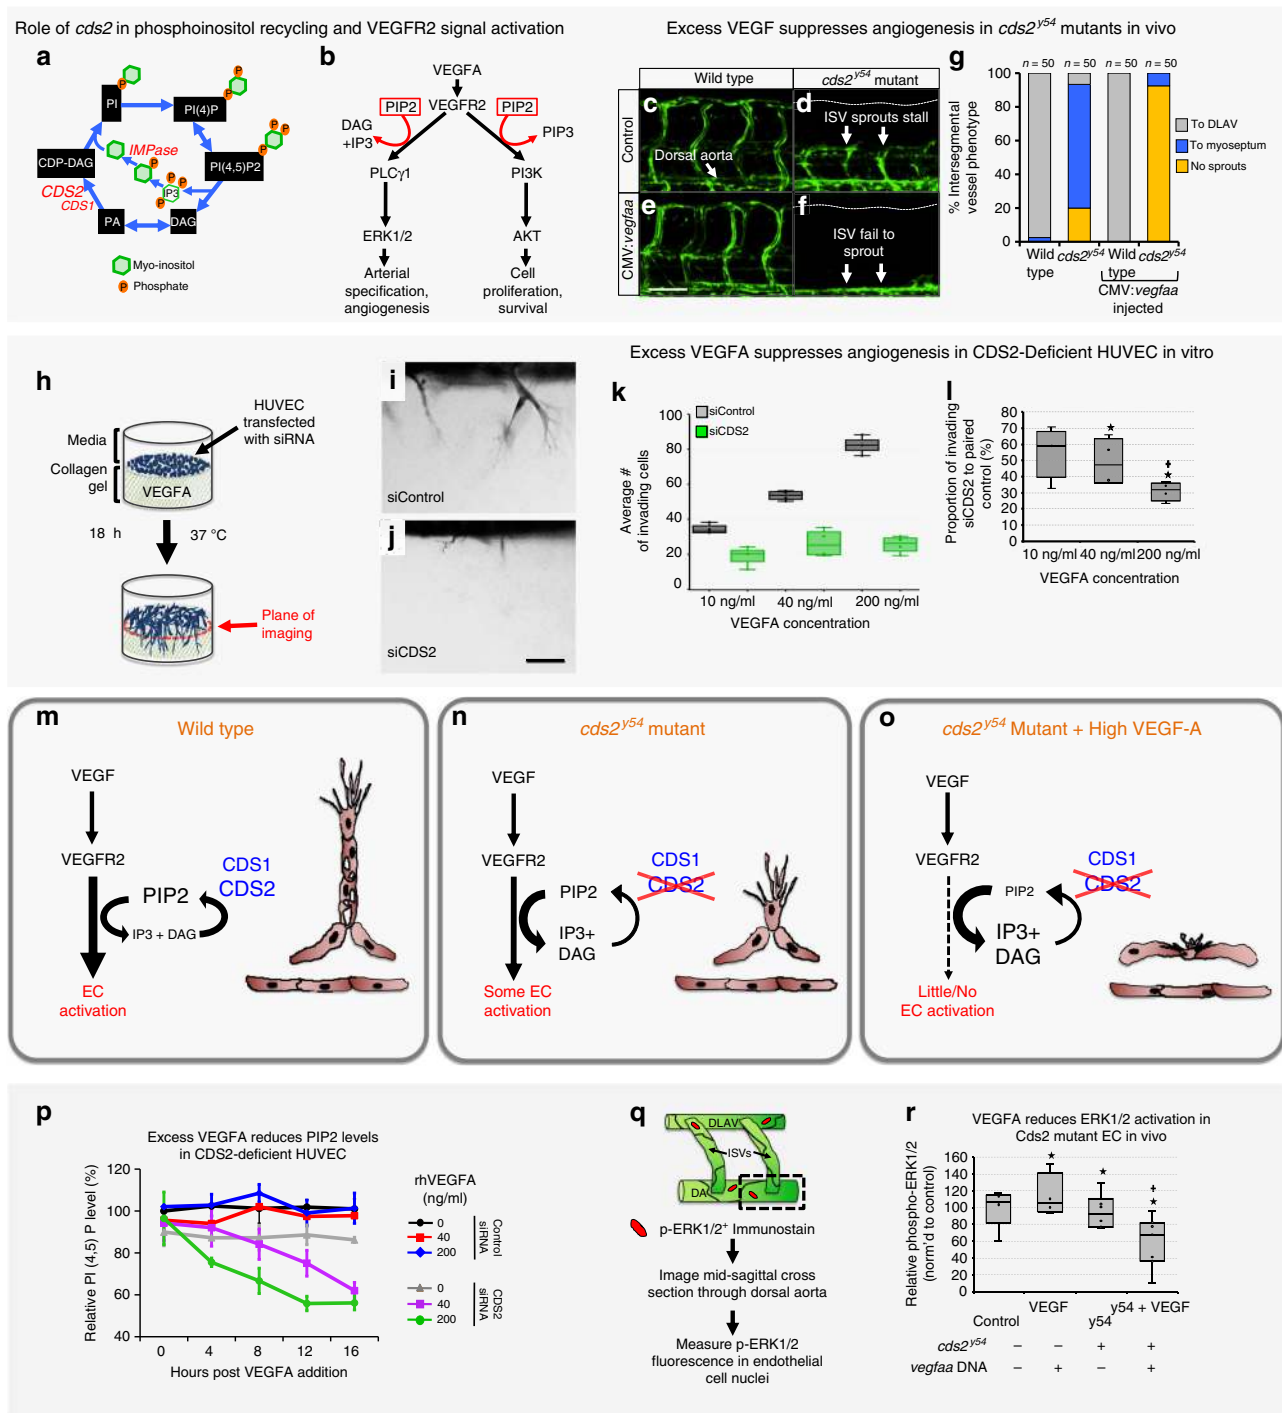 Role of cds2 in phosphoinositol recycling and VEGFR2 signal activation
Excess VEGF suppresses angiogenesis in cds2y54 mutants in vivo
a
PI
P
P
P
PI(4)P
P
P
PI(4,5)P2
CDP-DAG
IMPase
P
P
P
IP3
P
CDS2
CDS1
PA
DAG
Myo-inositol
P
Phosphate
b
VEGFA
PIP2
VEGFR2
PIP2
DAG
+IP3
PIP3
PLCγ1
PI3K
ERK1/2
AKT
Arterial
specification,
angiogenesis
Cell
proliferation,
survival
Wild type
cds2y54 mutant
Control
CMV:vegfaa
c
Dorsal aorta
d
ISV sprouts stall
e
f
ISV fail to
sprout
g
n = 50 n = 50 n = 50 n = 50
% Intersegmental
vessel phenotype
100
80
60
40
20
0
To DLAV
To myoseptum
No sprouts
Wild
type
cds2y54
Wild
type
cds2y54
CMV:vegfaa
injected
Excess VEGFA suppresses angiogenesis in CDS2-Deficient HUVEC in vitro
h
HUVEC
transfected
with siRNA
Media
Collagen
gel
VEGFA
18 h
37 °C
Plane of
imaging
i
siControl
j
siCDS2
k
siControl
siCDS2
Average #
of invading cells
100
80
60
40
20
0
10 ng/ml
40 ng/ml
200 ng/ml
VEGFA concentration
l
Proportion of invading
siCDS2 to paired
control (%)
80
70
60
50
40
30
20
10
0
10 ng/ml
40 ng/ml
200 ng/ml
VEGFA concentration
m
Wild type
VEGF
VEGFR2
CDS1
CDS2
PIP2
IP3 + DAG
EC
activation
n
cds2y54 mutant
VEGF
VEGFR2
CDS1
CDS2
PIP2
IP3+
DAG
Some EC
activation
o
cds2y54 Mutant + High VEGF-A
VEGF
VEGFR2
CDS1
CDS2
PIP2
IP3+
DAG
Little/No
EC activation
p
Excess VEGFA reduces PIP2 levels
in CDS2-deficient HUVEC
Relative PI (4,5) P level (%)
120
100
80
60
40
0
4
8
12
16
Hours post VEGFA addition
rhVEGFA
(ng/ml)
0
40
200
Control
siRNA
0
40
200
CDS2
siRNA
q
DLAV
ISVs
DA
p-ERK1/2+ Immunostain
Image mid-sagittal cross
section through dorsal aorta
Measure p-ERK1/2
fluorescence in endothelial
cell nuclei
r
VEGFA reduces ERK1/2 activation in
Cds2 mutant EC in vivo
Relative phospho-ERK1/2
(norm'd to control)
160
140
120
100
80
60
40
20
0
Control
VEGF
y54
y54 + VEGF
cds2y54 – – + +
vegfaa DNA – + – +